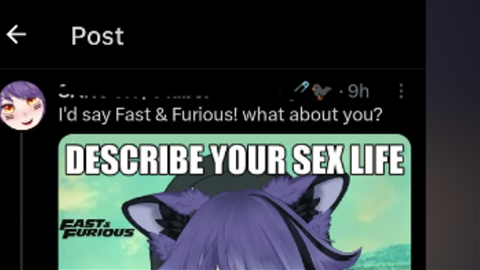 Post
· 9h
I'd say Fast & Furious! what about you?
DESCRIBE YOUR SEX LIFE
FAST &
FURIOUS